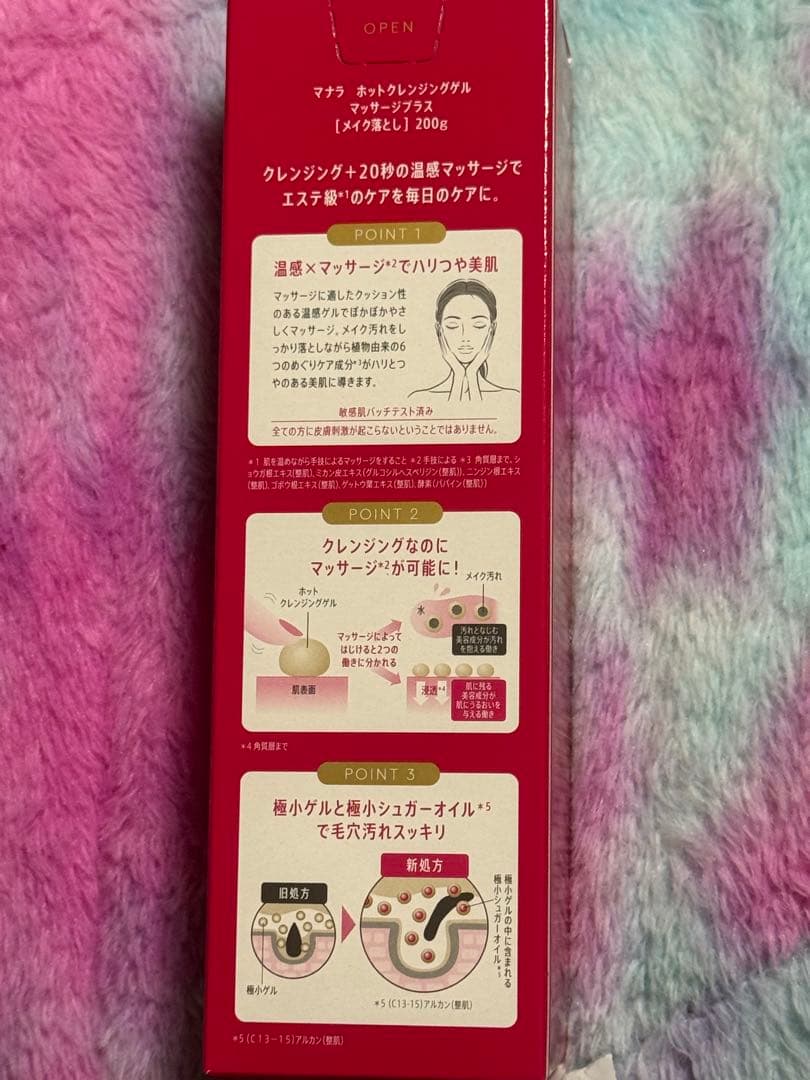 OPEN
マナラ ホットクレンジングゲル
マッサージプラス
[メイク落とし] 200g
クレンジング+20秒の温感マッサージで
エステ級*1のケアを毎日のケアに。
POINT 1
温感×マッサージ*2でハリつや美肌
マッサージに適したクッション性
のある温感ゲルでぽかぽかやさ
しくマッサージ。メイク汚れをし
っかり落としながら植物由来の6
つのめぐりケア成分*3がハリとつ
やのある美肌に導きます。
敏感肌パッチテスト済み
全ての方に皮膚刺激が起こらないということではありません。
*1 肌を温めながら手技によるマッサージをすること *2 手技による *3 角質層まで、シ
ョウガ根エキス(整肌)、ミカン皮エキス(グルコシルヘスペリジン(整肌))、ニンジン根エキス
(整肌)、ゴボウ根エキス(整肌)、ゲットウ葉エキス(整肌)、酵素(パパイン(整肌))
POINT 2
クレンジングなのに
マッサージ*2が可能に!
ホット
クレンジングゲル
メイク汚れ
水
マッサージによって
はじけると2つの
働きに分かれる
汚れとなじむ
美容成分が汚れ
を抱える働き
肌表面
浸透*4
肌に残る
美容成分が
肌にうるおいを
与える働き
*4 角質層まで
POINT 3
極小ゲルと極小シュガーオイル*5
で毛穴汚れスッキリ
旧処方
新処方
極小ゲル
極小ゲルの中に含まれる
極小シュガーオイル*5
*5 (C13-15)アルカン(整肌)
*5 (C13-15)アルカン(整肌)